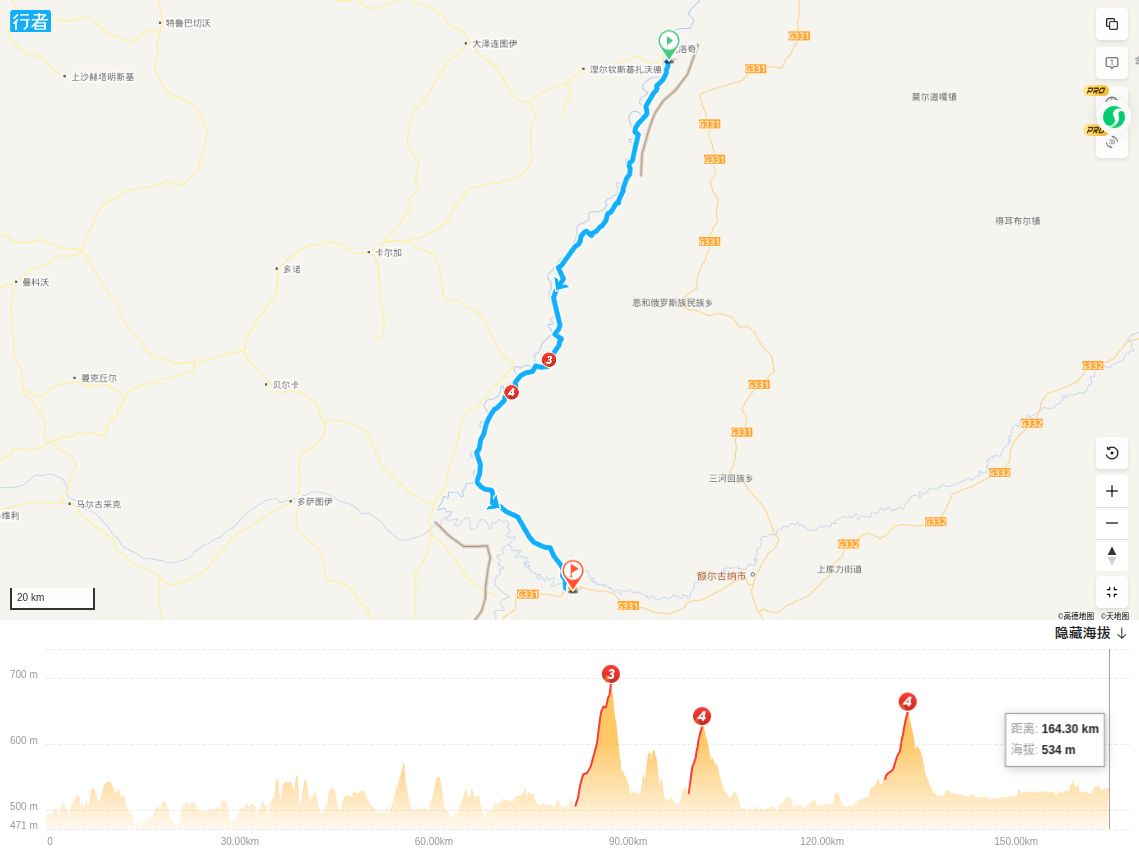 行者
特鲁巴切沃
大泽连图伊
洛奇
涅尔钦斯基扎沃德
上沙赫塔明斯基
G331
G331
莫尔道嘎镇
PRO
PRO
G331
G331
得耳布尔镇
G331
卡尔加
多诺
曼科沃
恩和俄罗斯族民族乡
3
G332
曼克丘尔
贝尔卡
G331
4
G332
G331
G332
三河回族乡
多萨图伊
马尔古采克
维利
G332
G332
上库力街道
额尔古纳市
G331
G331
20 km
©高德地图 ©天地图
隐藏海拔 ↓
700 m
600 m
500 m
471 m
3
4
4
距离: 164.30 km
海拔: 534 m
0
30.00km
60.00km
90.00km
120.00km
150.00km